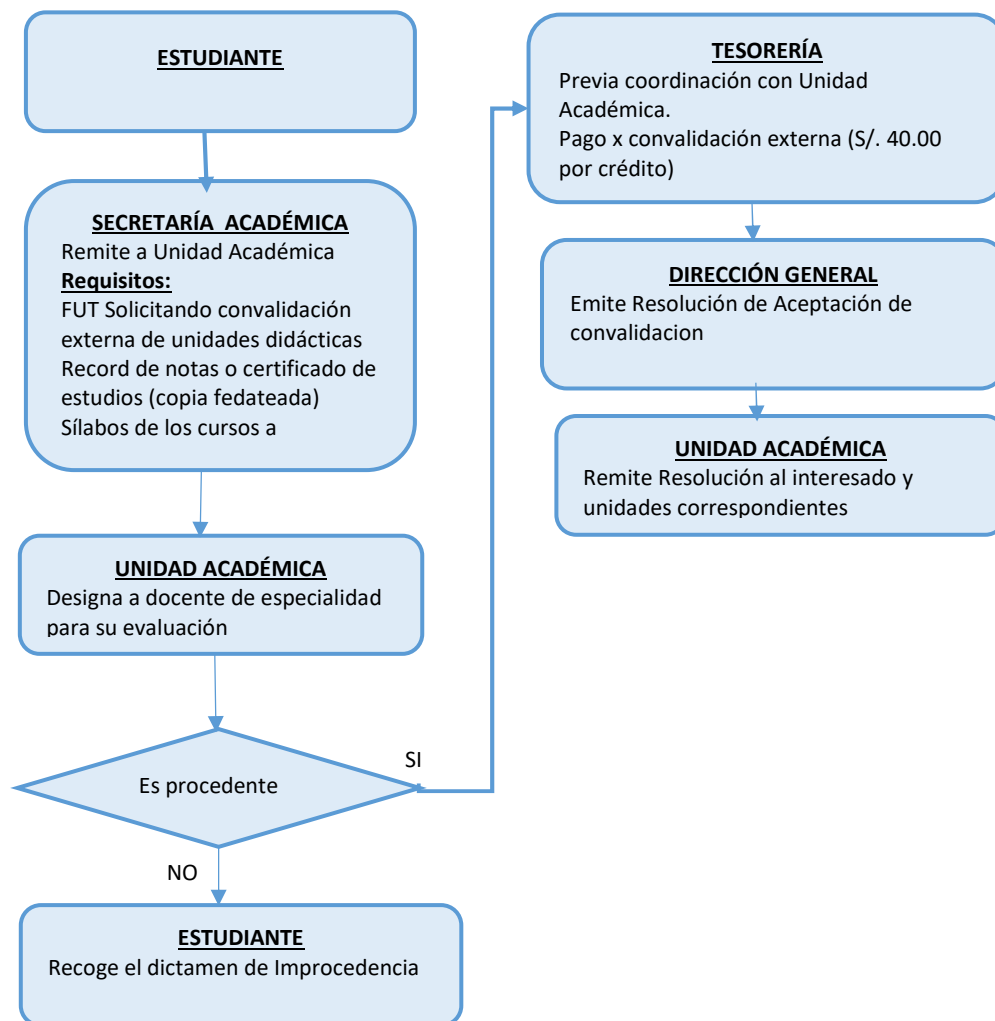 ESTUDIANTE
SECRETARÍA ACADÉMICA
Remite a Unidad Académica
Requisitos:
FUT Solicitando convalidación
externa de unidades didácticas
Record de notas o certificado de
estudios (copia fedateada)
Sílabos de los cursos a
UNIDAD ACADÉMICA
Designa a docente de especialidad
para su evaluación
Es procedente
SI
NO
ESTUDIANTE
Recoge el dictamen de Improcedencia
TESORERÍA
Previa coordinación con Unidad
Académica.
Pago x convalidación externa (S/. 40.00
por crédito)
DIRECCIÓN GENERAL
Emite Resolución de Aceptación de
convalidacion
UNIDAD ACADÉMICA
Remite Resolución al interesado y
unidades correspondientes